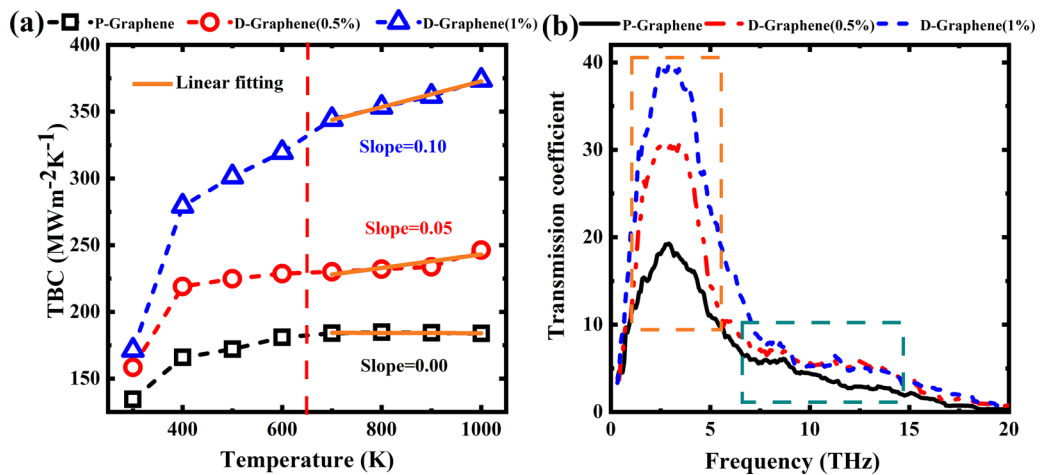 (a)
P-Graphene D-Graphene(0.5%) D-Graphene(1%)
400
350
300
250
200
150
TBC (MWm-2K-1)
Linear fitting
Slope=0.10
Slope=0.05
Slope=0.00
400 600 800 1000
Temperature (K)
(b)
P-Graphene D-Graphene(0.5%) D-Graphene(1%)
40
30
20
10
0
Transmission coefficient
0 5 10 15 20
Frequency (THz)